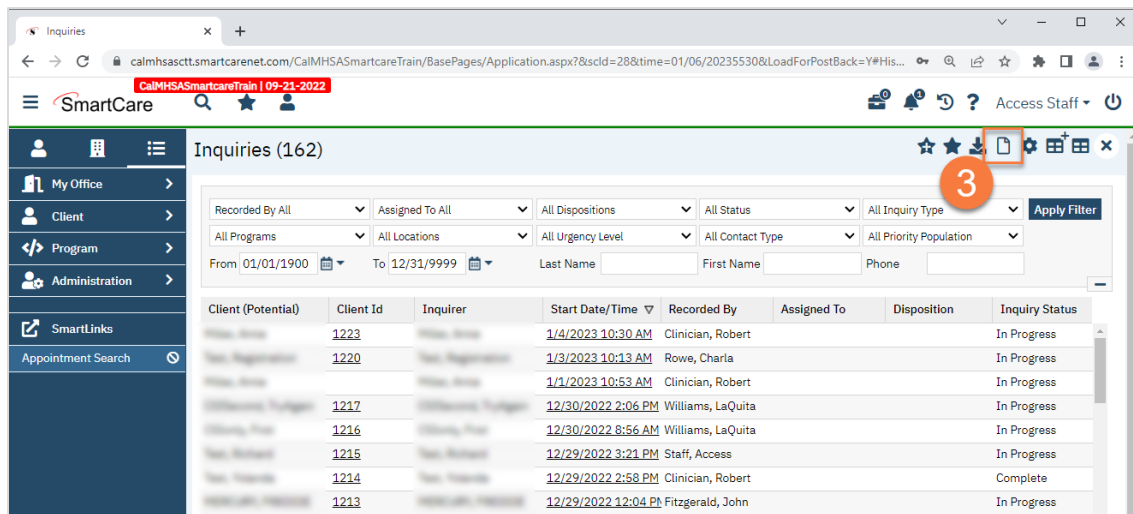 Inquiries
calmhsasctt.smartcarenet.com/CalMHSASmartcareTrain/BasePages/Application.aspx?&scId=28&time=01/06/20235530&LoadForPostBack=Y#His...
CalMHSASmartcareTrain | 09-21-2022
SmartCare
Access Staff
Inquiries (162)
3
My Office
Client
Program
Administration
SmartLinks
Appointment Search
Recorded By All Assigned To All All Dispositions All Status All Inquiry Type Apply Filter
All Programs All Locations All Urgency Level All Contact Type All Priority Population
From 01/01/1900 To 12/31/9999 Last Name First Name Phone
Client (Potential) Client Id Inquirer Start Date/Time Recorded By Assigned To Disposition Inquiry Status
1223 1/4/2023 10:30 AM Clinician, Robert In Progress
1220 1/3/2023 10:13 AM Rowe, Charla In Progress
1/1/2023 10:53 AM Clinician, Robert In Progress
1217 12/30/2022 2:06 PM Williams, LaQuita In Progress
1216 12/30/2022 8:56 AM Williams, LaQuita In Progress
1215 12/29/2022 3:21 PM Staff, Access In Progress
1214 12/29/2022 2:58 PM Clinician, Robert Complete
1213 12/29/2022 12:04 PM Fitzgerald, John In Progress